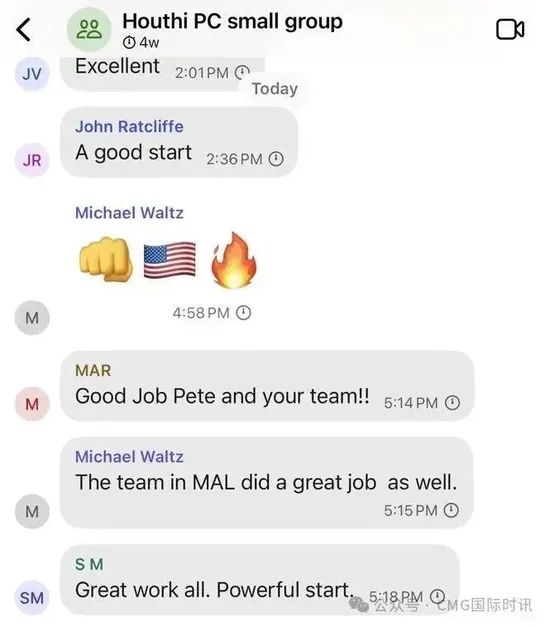 Houthi PC small group
4w
JV
Excellent 2:01 PM
Today
John Ratcliffe
JR
A good start 2:36 PM
Michael Waltz
4:58 PM
M
MAR
M
Good Job Pete and your team!! 5:14 PM
Michael Waltz
The team in MAL did a great job as well.
M
5:15 PM
S M
SM
Great work all. Powerful start. 5:18 PM
公众号 · CMG国际时讯